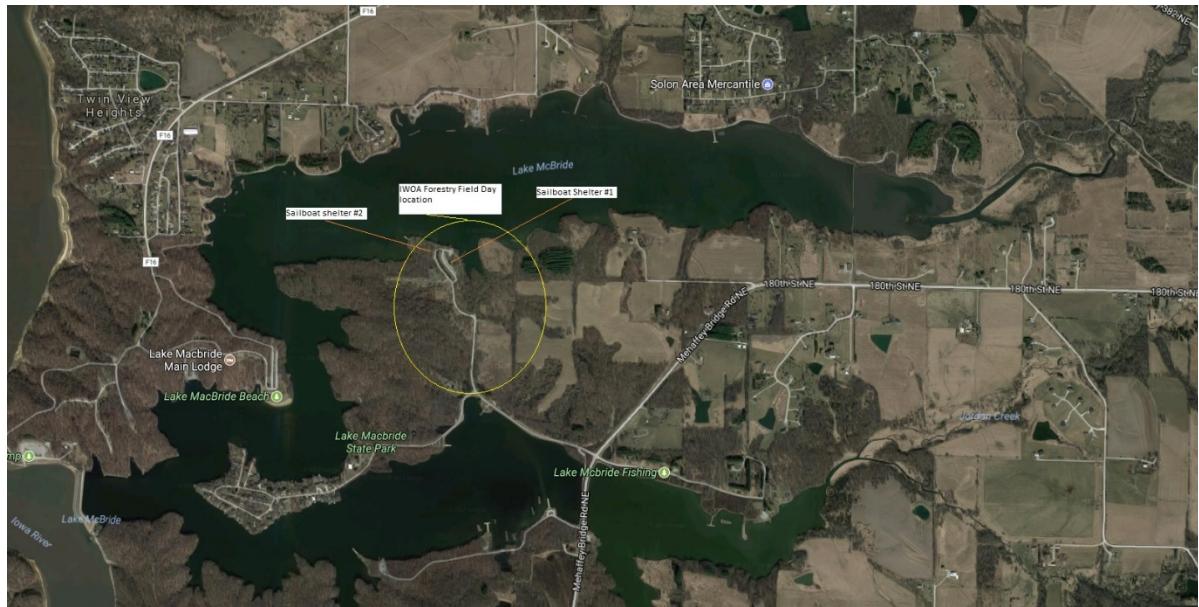 F16
382 NE
Solon Area Mercantile
Twin View
Heights
F16
Lake McBride
IWOA Forestry Field Day
location
Sailboat Shelter #1
Sailboat shelter #2
F16
180th St NE
180th St NE
180th St NE
180th St NE
Mehaffey Bridge Rd NE
Lake Macbride
Main Lodge
Lake MacBride Beach
Jordan Creek
Lake Macbride
State Park
mp
Lake Mcbride Fishing
Lake McBride
Iowa River
Mehaffey Bridge Rd NE